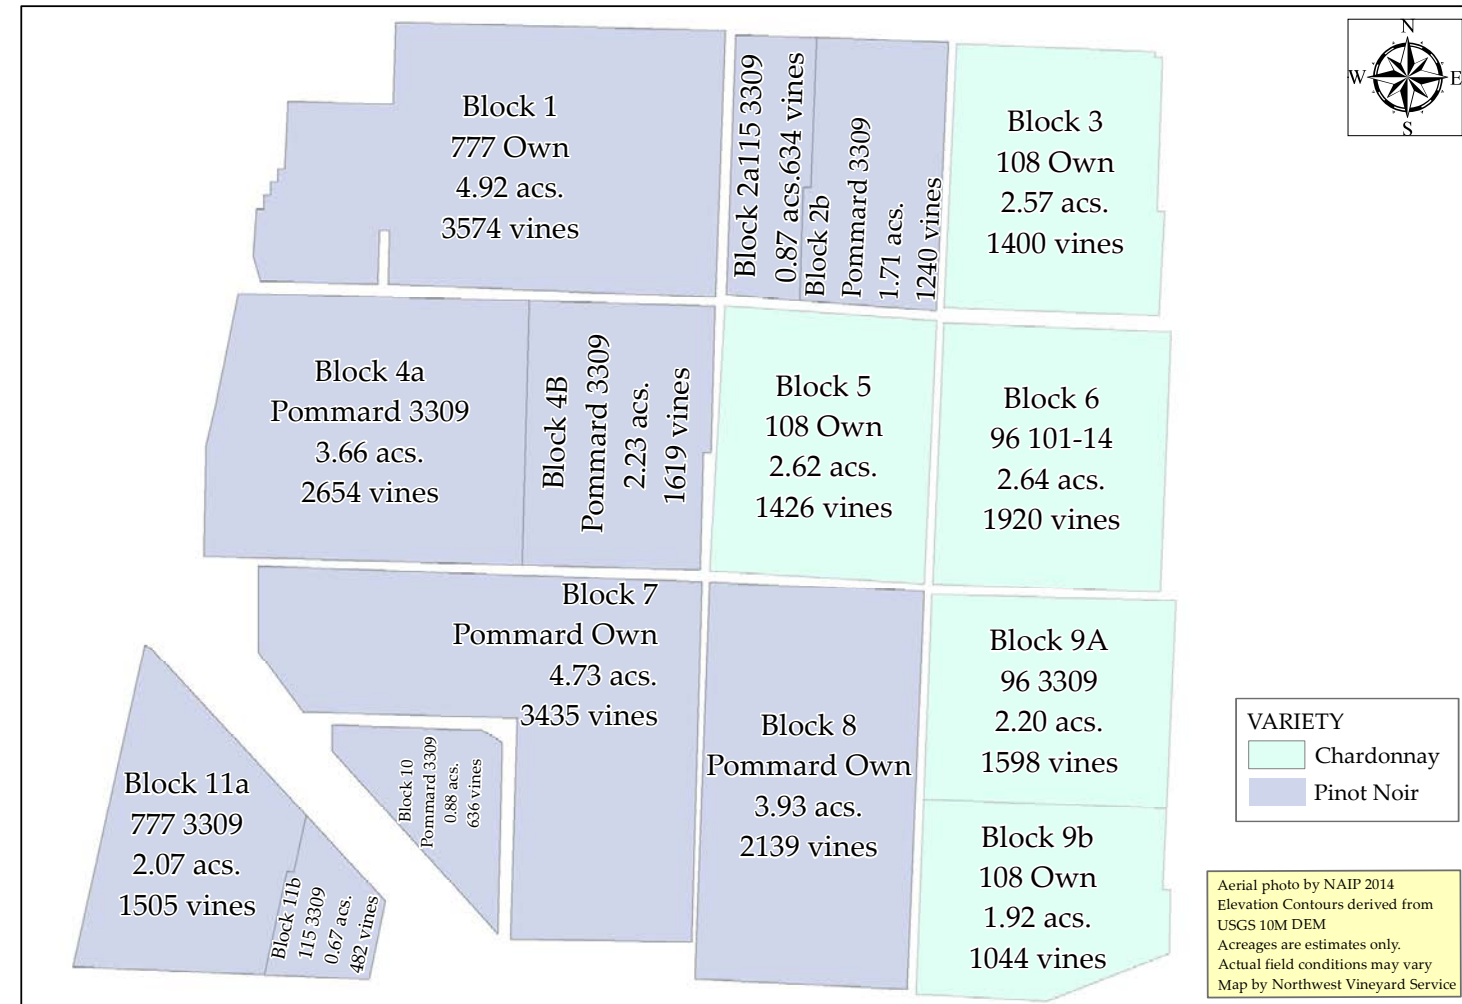 N
W E
S
Block 1
777 Own
4.92 acs.
3574 vines
Block 2a115 3309
0.87 acs.634 vines
Block 2b
Pommard 3309
1.71 acs.
1240 vines
Block 3
108 Own
2.57 acs.
1400 vines
Block 4a
Pommard 3309
3.66 acs.
2654 vines
Block 4B
Pommard 3309
2.23 acs.
1619 vines
Block 5
108 Own
2.62 acs.
1426 vines
Block 6
96 101-14
2.64 acs.
1920 vines
Block 7
Pommard Own
4.73 acs.
3435 vines
Block 8
Pommard Own
3.93 acs.
2139 vines
Block 9A
96 3309
2.20 acs.
1598 vines
Block 9b
108 Own
1.92 acs.
1044 vines
Block 10
Pommard 3309
0.88 acs.
636 vines
Block 11a
777 3309
2.07 acs.
1505 vines
Block 11b
115 3309
0.67 acs.
482 vines
VARIETY
Chardonnay
Pinot Noir
Aerial photo by NAIP 2014
Elevation Contours derived from
USGS 10M DEM
Acreages are estimates only.
Actual field conditions may vary
Map by Northwest Vineyard Service